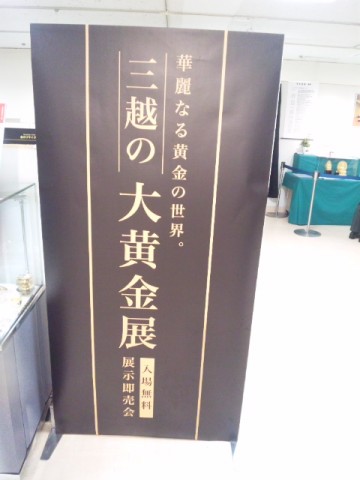 華麗なる黄金の世界。
三越の大黄金展
入場無料
展示即売会